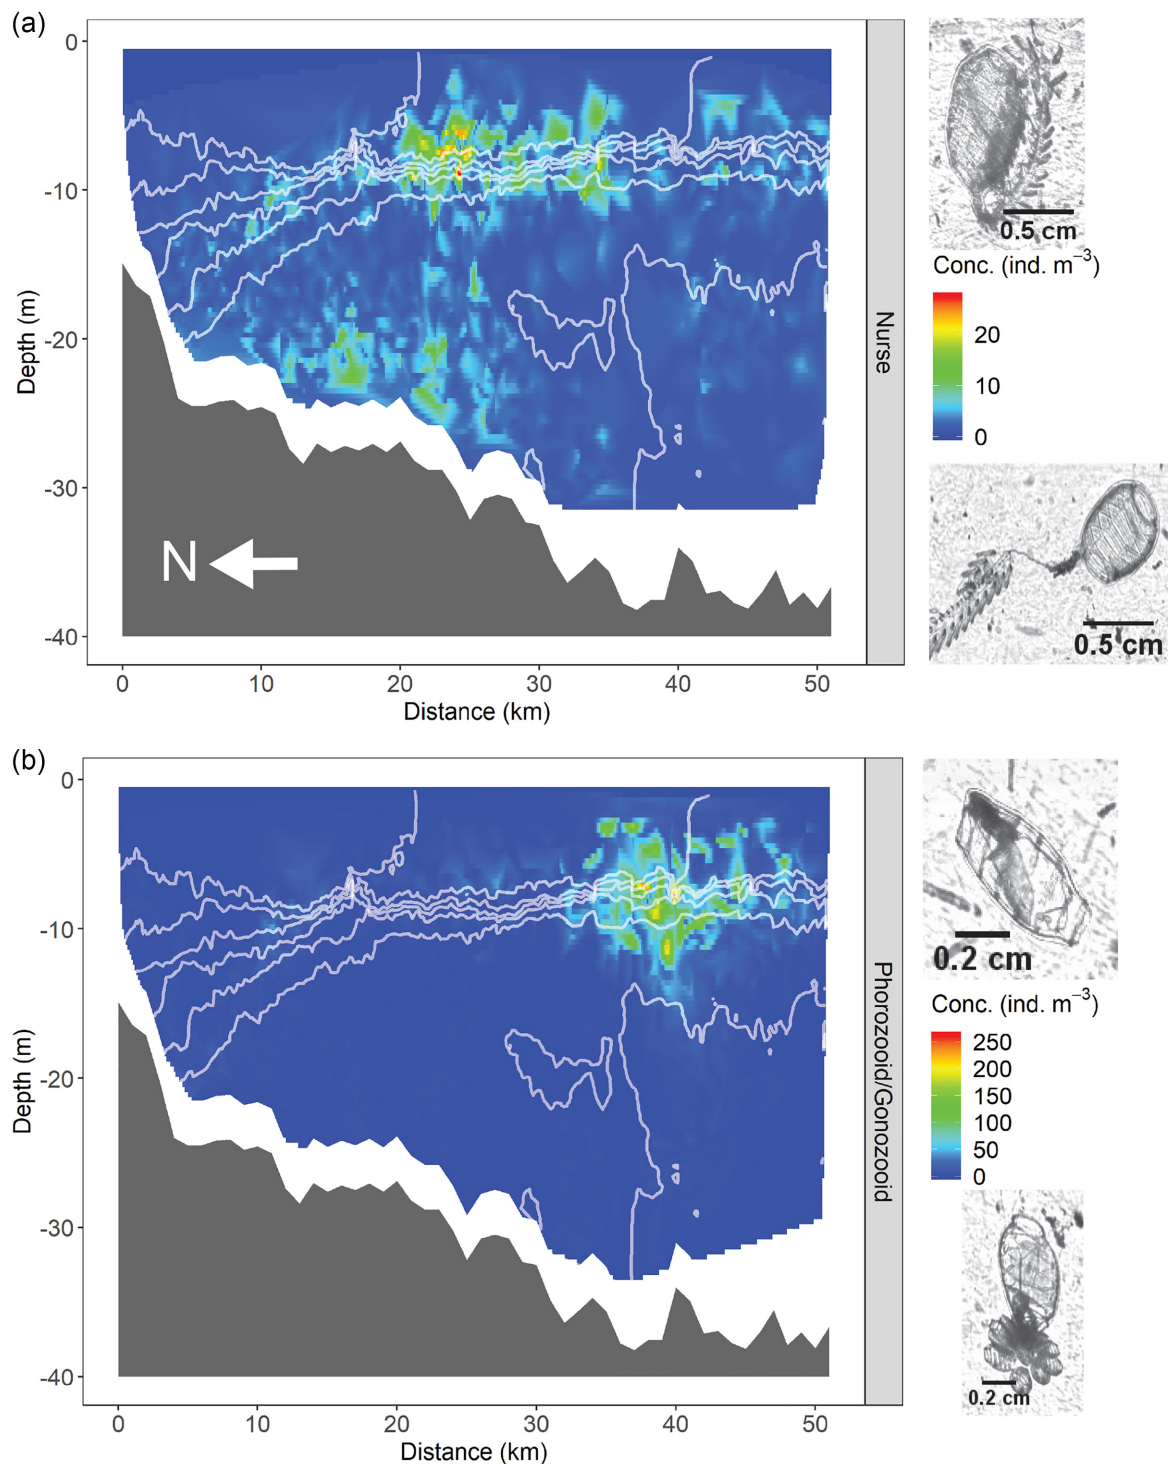 (a)
0
-10
-20
-30
-40
Depth (m)
N
0 10 20 30 40 50
Distance (km)
Nurse
0.5 cm
Conc. (ind. m⁻³)
20
10
0
0.5 cm
(b)
0
-10
-20
-30
-40
Depth (m)
0 10 20 30 40 50
Distance (km)
Phorozooid/Gonozooid
0.2 cm
Conc. (ind. m⁻³)
250
200
150
100
50
0
0.2 cm